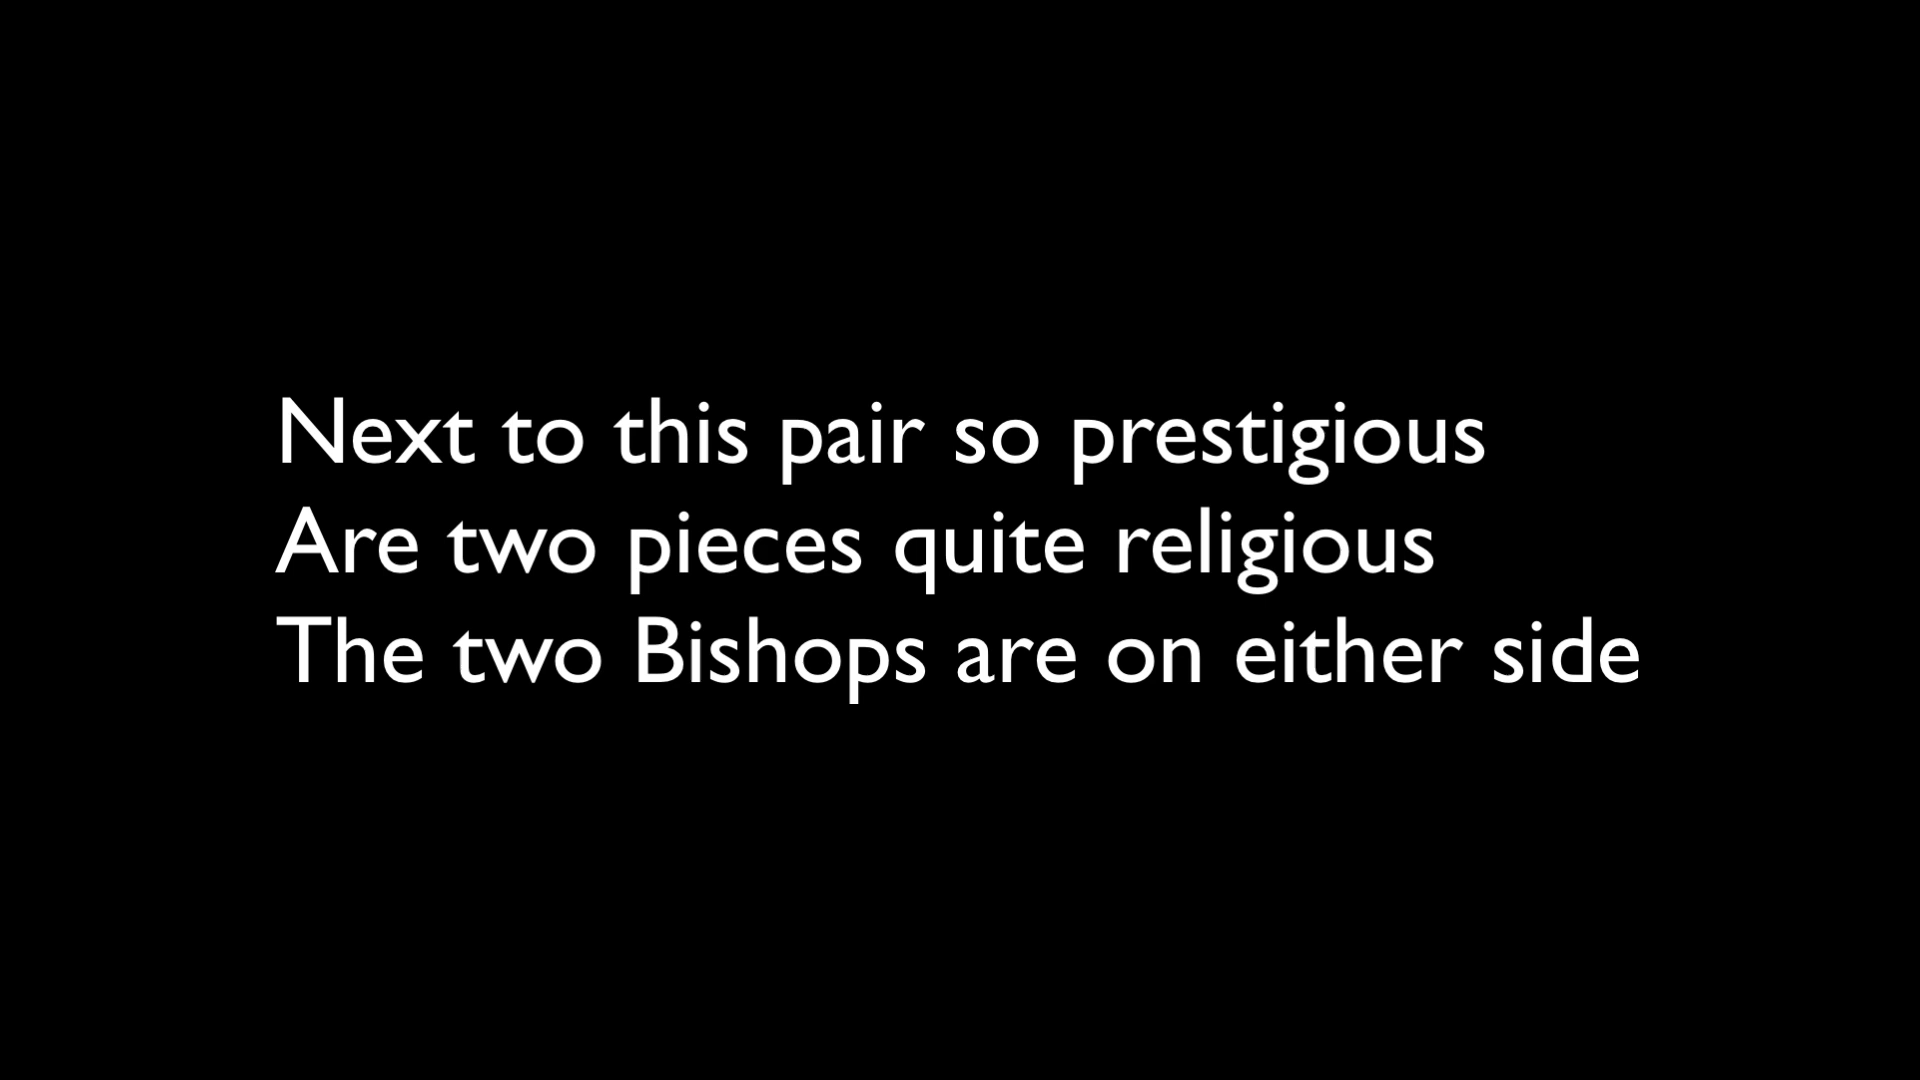 Next to this pair so prestigious
Are two pieces quite religious
The two Bishops are on either side